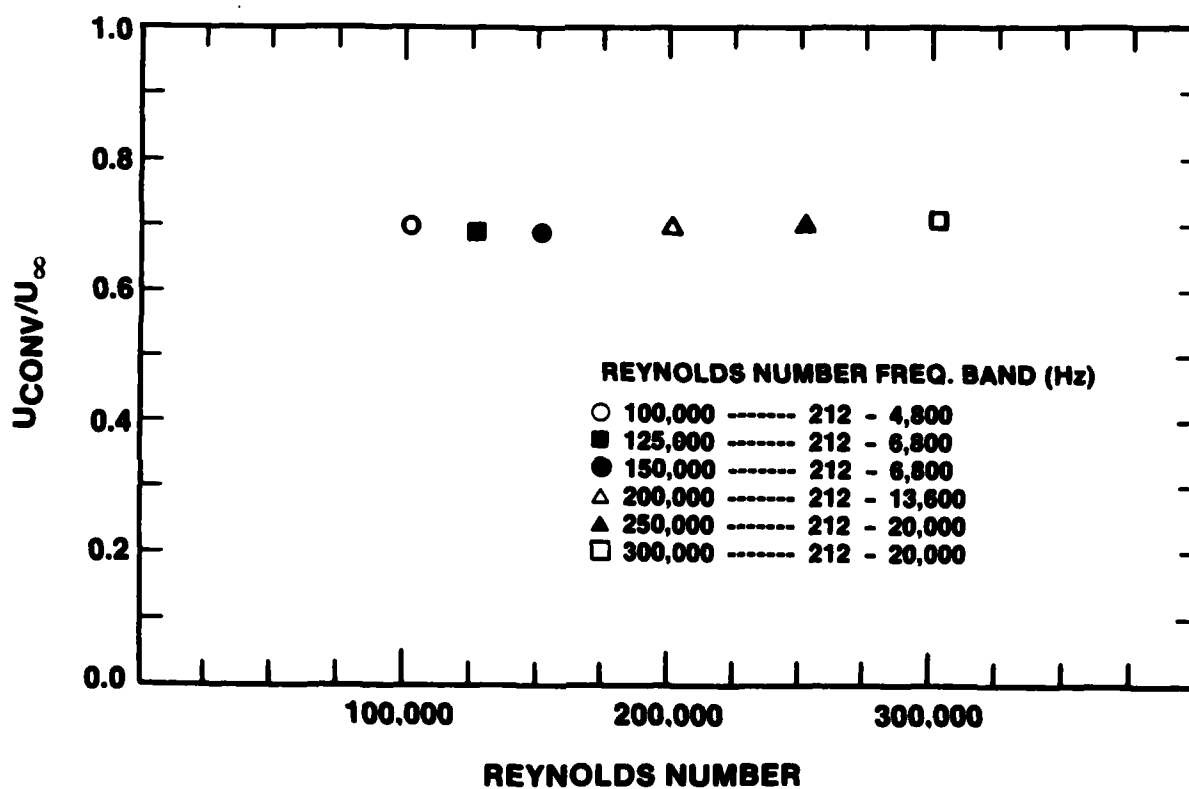 1.0
0.8
0.6
0.4
0.2
0.0
UCONV/U∞
REYNOLDS NUMBER FREQ. BAND (Hz)
100,000 ------- 212 - 4,800
125,000 ------- 212 - 6,800
150,000 ------- 212 - 6,800
200,000 ------- 212 - 13,600
250,000 ------- 212 - 20,000
300,000 ------- 212 - 20,000
100,000 200,000 300,000
REYNOLDS NUMBER